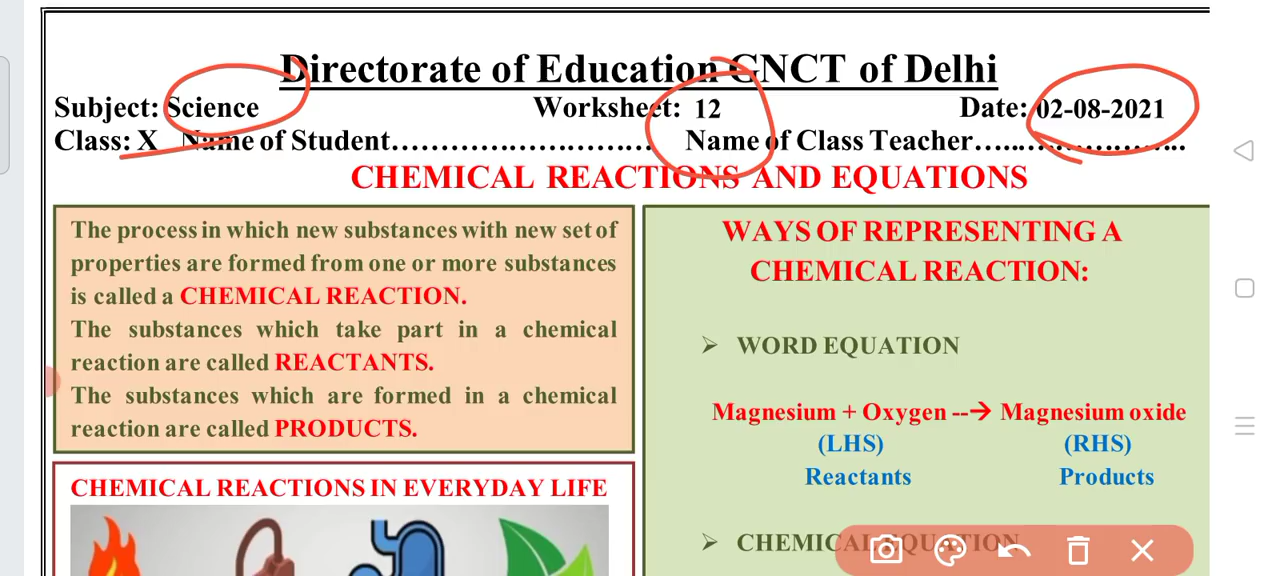 Directorate of Education GNCT of Delhi
Subject: Science Worksheet: 12 Date: 02-08-2021
Class: X Name of Student............................ Name of Class Teacher........................
CHEMICAL REACTIONS AND EQUATIONS
The process in which new substances with new set of
properties are formed from one or more substances
is called a CHEMICAL REACTION.
The substances which take part in a chemical
reaction are called REACTANTS.
The substances which are formed in a chemical
reaction are called PRODUCTS.
CHEMICAL REACTIONS IN EVERYDAY LIFE
WAYS OF REPRESENTING A
CHEMICAL REACTION:
➢ WORD EQUATION
Magnesium + Oxygen --→ Magnesium oxide
(LHS) (RHS)
Reactants Products
➢ CHEMICAL EQUATION